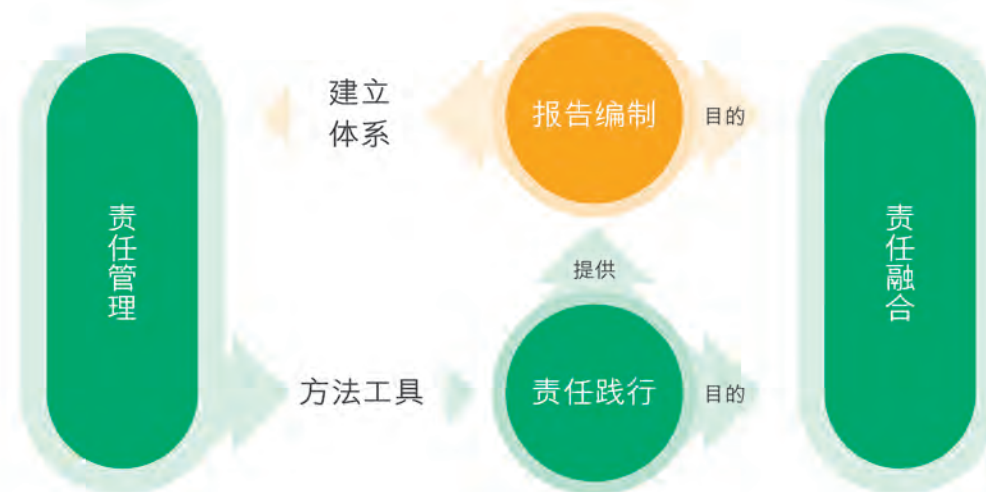 责任管理
建立
体系
报告编制
目的
责任融合
提供
方法工具
责任践行
目的